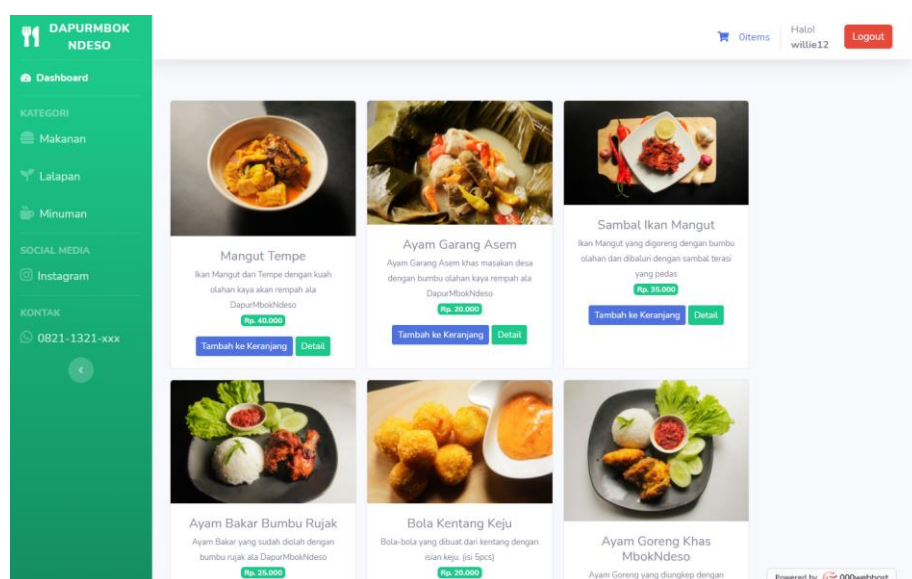 DAPURMBOK
NDESO
Dashboard
KATEGORI
Makanan
Lalapan
Minuman
SOCIAL MEDIA
Instagram
KONTAK
0821-1321-xxx
0items
Halo!
willie12
Logout
Mangut Tempe
Ikan Mangut dan Tempe dengan kuah
olahan kaya akan rempah ala
DapurMbokNdeso
Rp. 40.000
Tambah ke Keranjang
Detail
Ayam Garang Asem
Ayam Garang Asem khas masakan desa
dengan bumbu olahan kaya rempah ala
DapurMbokNdeso
Rp. 20.000
Tambah ke Keranjang
Detail
Sambal Ikan Mangut
Ikan Mangut yang digoreng dengan bumbu
olahan dan dibaluri dengan sambal terasi
yang pedas
Rp. 35.000
Tambah ke Keranjang
Detail
Ayam Bakar Bumbu Rujak
Ayam Bakar yang sudah diolah dengan
bumbu rujak ala DapurMbokNdeso
Rp. 25.000
Bola Kentang Keju
Bola-bola yang dibuat dari kentang dengan
isian keju. (isi 5pcs)
Rp. 20.000
Ayam Goreng Khas
MbokNdeso
Ayam Goreng yang diungkep dengan
Powered by 000webhost